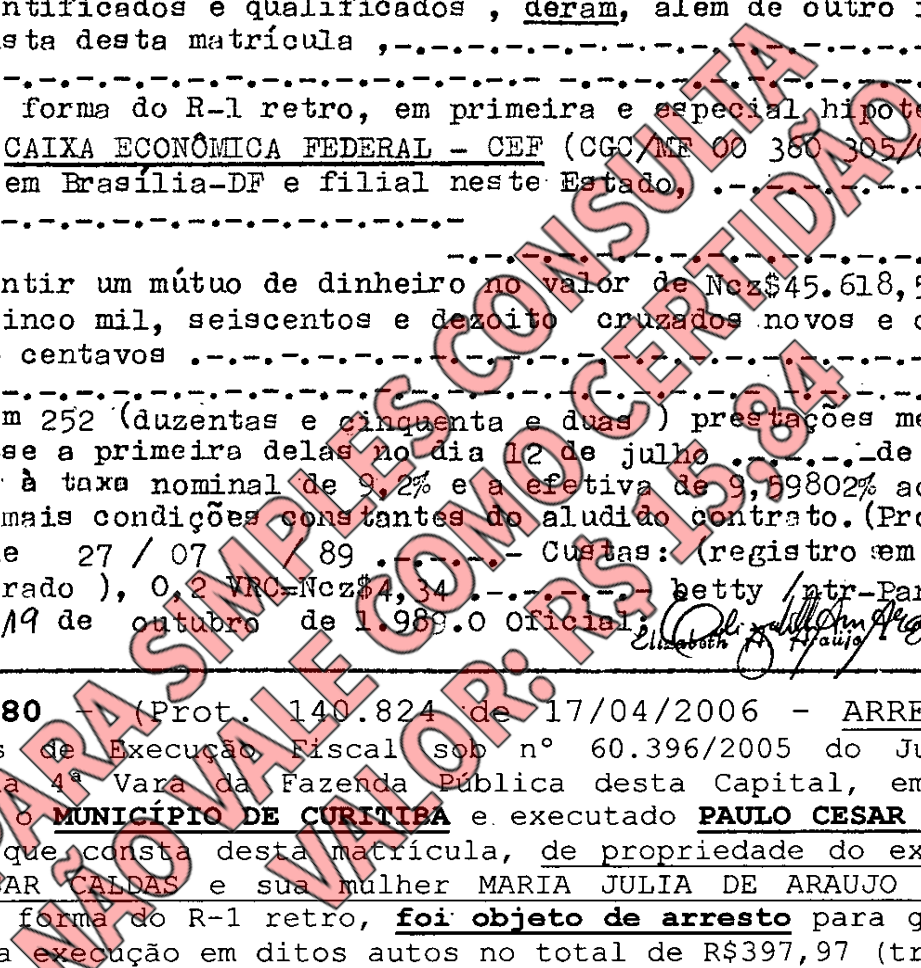 ntificados e qualificados , deram, além de outro
sta desta matrícula ,-.-.-.-.-.-.-.-.-.-.-.-.-.-
-.-.-.-.-.-.-.-.-.-.-.-.-.-.- -.-.-.-.-.-.-.-.-
forma do R-1 retro, em primeira e especial hipote
CAIXA ECONÔMICA FEDERAL - CEF (CGC/MF 00 360 305/0
em Brasília-DF e filial neste Estado, .-.-.-.-.-
-.-.-.-.-.-.-.-.-.-.-.-.-
-.-.-.-.-.-.-.-.-.-.-.-
ntir um mútuo de dinheiro no valor de Ncz$45.618,5
inco mil, seiscentos e dezoito cruzados novos e c
centavos .-.-.-.-.-.-.-.-.-.-.-.-.-.-.-.-.-.-.-
-.-.-.-.-.-.-.-.-.-.-.-.-.-.-.-.-.-.-.-.-.-.-.-.-
m 252 (duzentas e cinquenta e duas ) prestações me
se a primeira delas no dia 12 de julho .-.-.-.-de
à taxa nominal de 9,2% e a efetiva de 9,59802% ao
mais condições constantes do aludido contrato.(Pro
e 27 / 07 / 89 .-.-.-.- Custas: (registro em
rado ), 0,2 VRC=Ncz$4,34 .-.-.-.-.- betty /ntr-Par
19 de outubro de 1.989.O Oficial:
Elizabeth Araujo
80 - (Prot. 140.824 de 17/04/2006 - ARRE
s de Execução Fiscal sob nº 60.396/2005 do Ju
a 4ª Vara da Fazenda Pública desta Capital, em
o MUNICÍPIO DE CURITIBA e executado PAULO CESAR
que consta desta matrícula, de propriedade do ex
SAR CALDAS e sua mulher MARIA JULIA DE ARAUJO
forma do R-1 retro, foi objeto de arresto para g
a execução em ditos autos no total de R$397,97 (tr
PARA SIMPLES CONSULTA
NÃO VALE COMO CERTIDÃO
VALOR: R$ 15,84